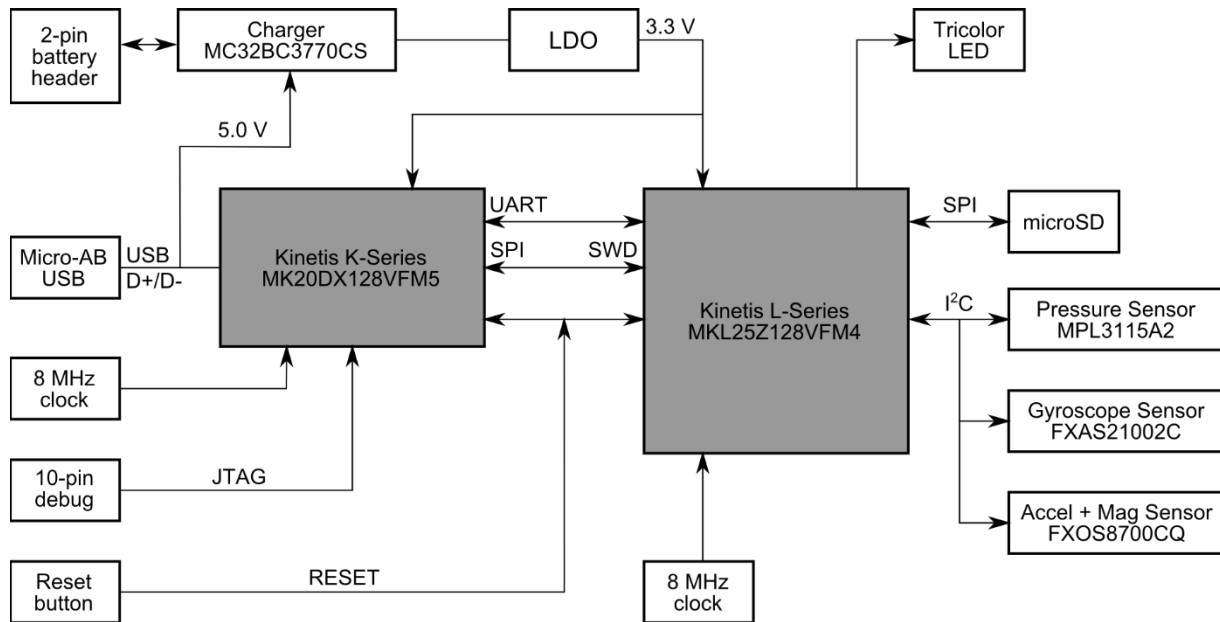 2-pin
battery
header
Charger
MC32BC3770CS
LDO
3.3 V
Tricolor
LED
5.0 V
Micro-AB
USB
USB
D+/D-
Kinetis K-Series
MK20DX128VFM5
UART
SPI
SWD
Kinetis L-Series
MKL25Z128VFM4
SPI
microSD
I²C
Pressure Sensor
MPL3115A2
Gyroscope Sensor
FXAS21002C
Accel + Mag Sensor
FXOS8700CQ
8 MHz
clock
10-pin
debug
JTAG
Reset
button
RESET
8 MHz
clock